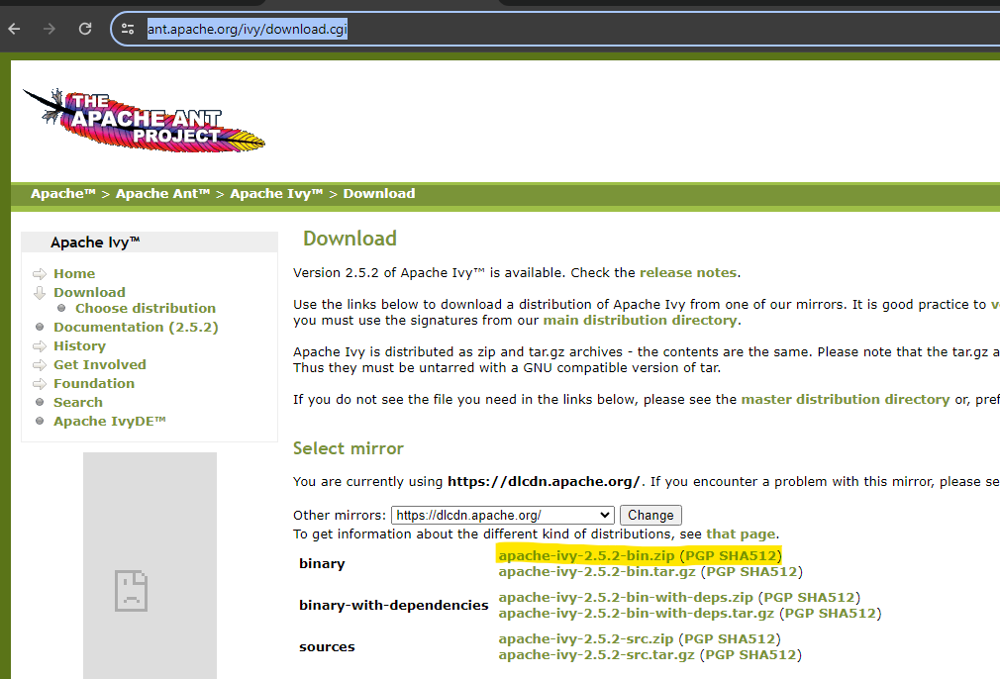 ant.apache.org/ivy/download.cgi
THE
APACHE ANT
PROJECT
Apache™ > Apache Ant™ > Apache Ivy™ > Download
Apache Ivy™
Home
Download
Choose distribution
Documentation (2.5.2)
History
Get Involved
Foundation
Search
Apache IvyDE™
Download
Version 2.5.2 of Apache Ivy™ is available. Check the release notes.
Use the links below to download a distribution of Apache Ivy from one of our mirrors. It is good practice to v
you must use the signatures from our main distribution directory.
Apache Ivy is distributed as zip and tar.gz archives - the contents are the same. Please note that the tar.gz a
Thus they must be untarred with a GNU compatible version of tar.
If you do not see the file you need in the links below, please see the master distribution directory or, pref
Select mirror
You are currently using https://dlcdn.apache.org/. If you encounter a problem with this mirror, please se
Other mirrors: https://dlcdn.apache.org/ Change
To get information about the different kind of distributions, see that page.
binary
apache-ivy-2.5.2-bin.zip (PGP SHA512)
apache-ivy-2.5.2-bin.tar.gz (PGP SHA512)
binary-with-dependencies
apache-ivy-2.5.2-bin-with-deps.zip (PGP SHA512)
apache-ivy-2.5.2-bin-with-deps.tar.gz (PGP SHA512)
sources
apache-ivy-2.5.2-src.zip (PGP SHA512)
apache-ivy-2.5.2-src.tar.gz (PGP SHA512)